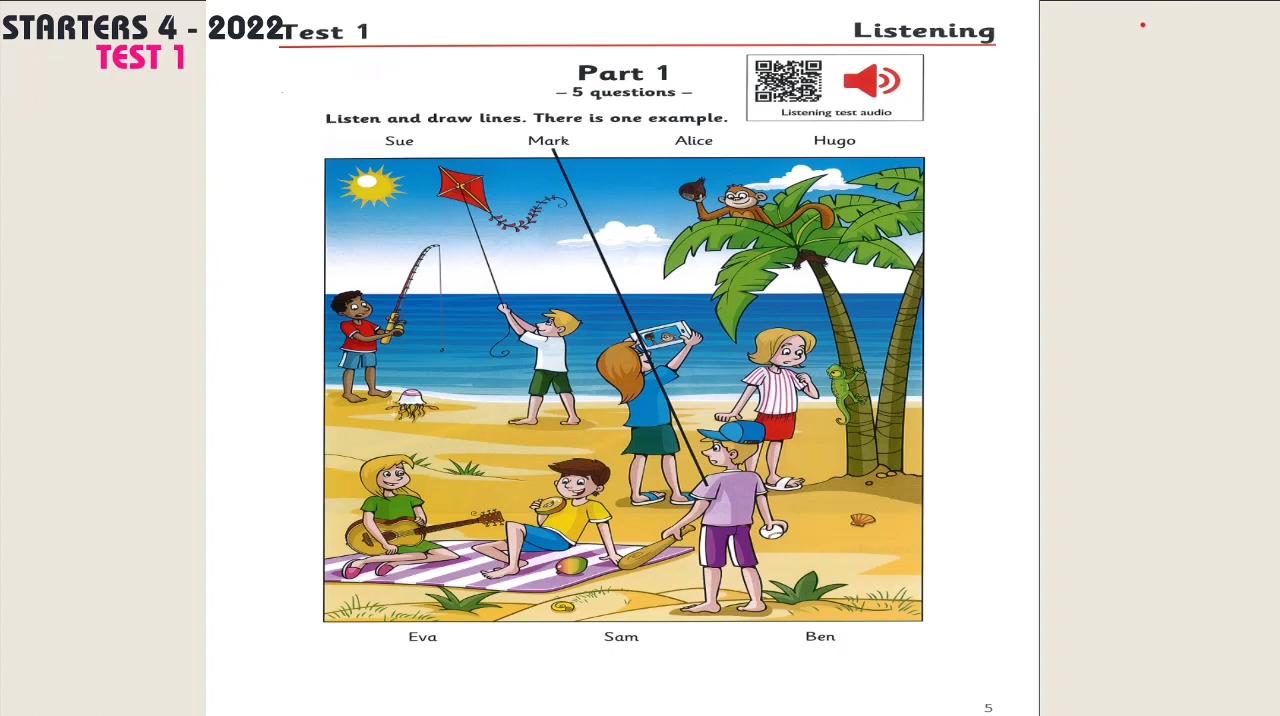 STARTERS 4 - 2022
TEST 1
Test 1
Listening
Part 1
– 5 questions –
Listening test audio
Listen and draw lines. There is one example.
Sue Mark Alice Hugo
Eva Sam Ben
5